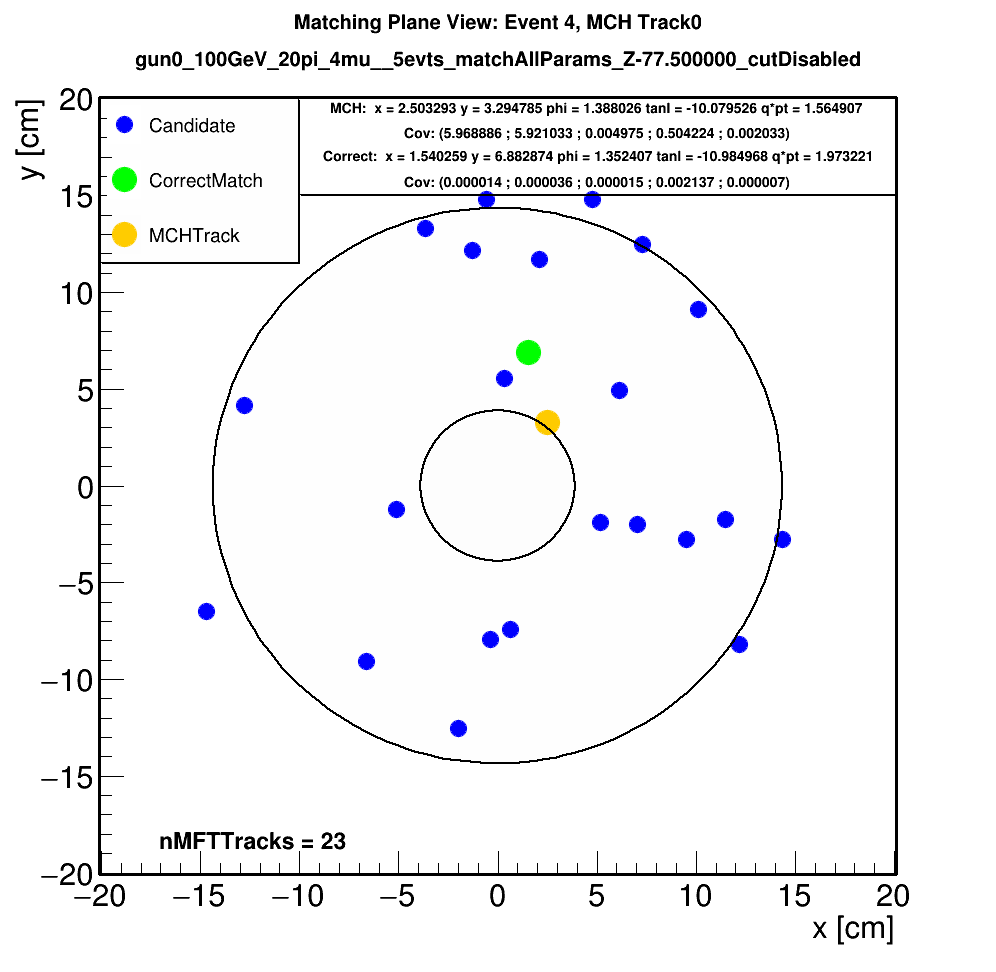 Matching Plane View: Event 4, MCH Track0
gun0_100GeV_20pi_4mu__5evts_matchAllParams_Z-77.500000_cutDisabled
y [cm]
20
15
10
5
0
−5
−10
−15
−20
Candidate
CorrectMatch
MCHTrack
MCH: x = 2.503293 y = 3.294785 phi = 1.388026 tanl = -10.079526 q*pt = 1.564907
Cov: (5.968886 ; 5.921033 ; 0.004975 ; 0.504224 ; 0.002033)
Correct: x = 1.540259 y = 6.882874 phi = 1.352407 tanl = -10.984968 q*pt = 1.973221
Cov: (0.000014 ; 0.000036 ; 0.000015 ; 0.002137 ; 0.000007)
nMFTTracks = 23
−20 −15 −10 −5 0 5 10 15 20
x [cm]